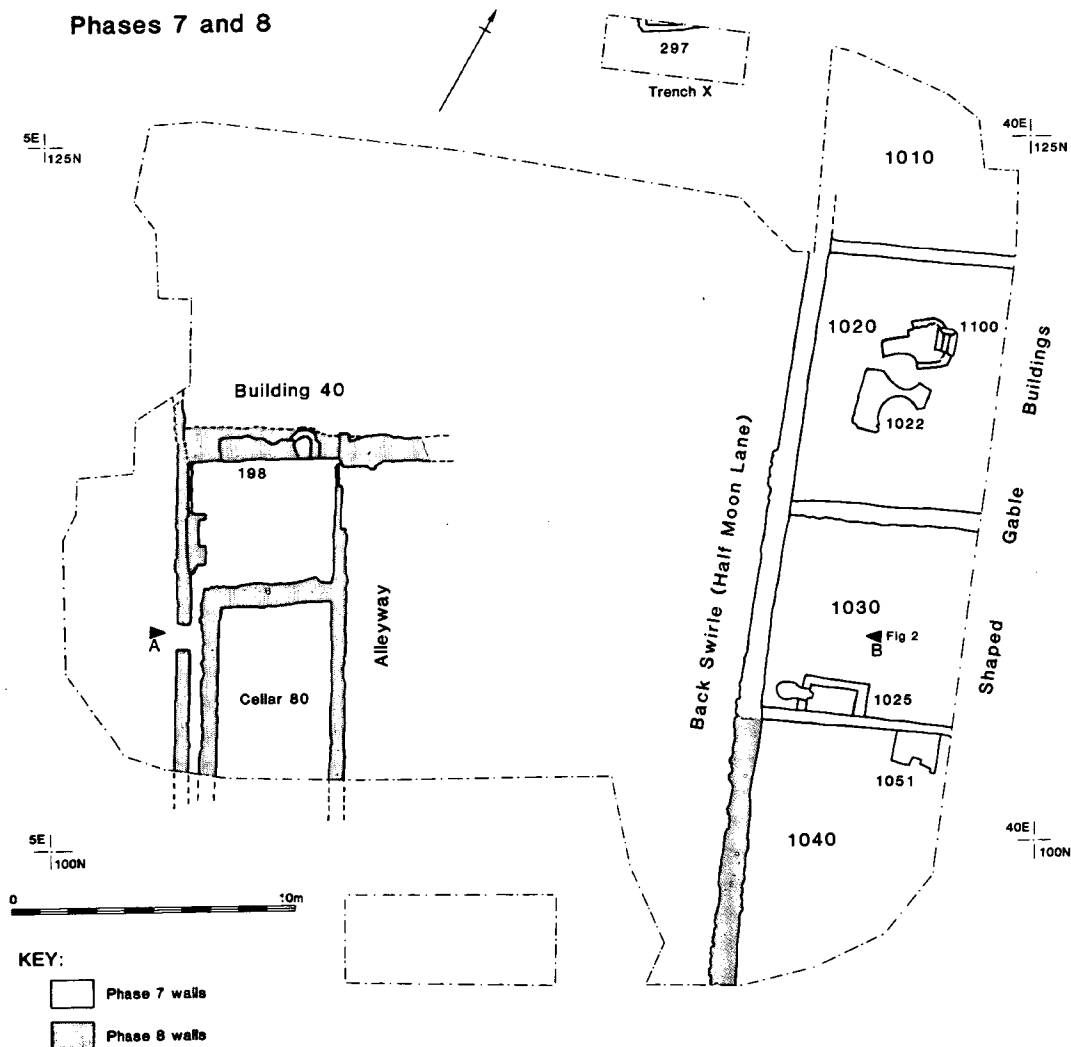 Phases 7 and 8
297
Trench X
5E
125N
40E
125N
1010
1020
1100
1022
Buildings
Building 40
198
Back Swirle (Half Moon Lane)
Gable
Alleyway
1030
A
B
Fig 2
Shaped
Cellar 80
1025
1051
1040
5E
100N
40E
100N
0
10m
KEY:
Phase 7 walls
Phase 8 walls